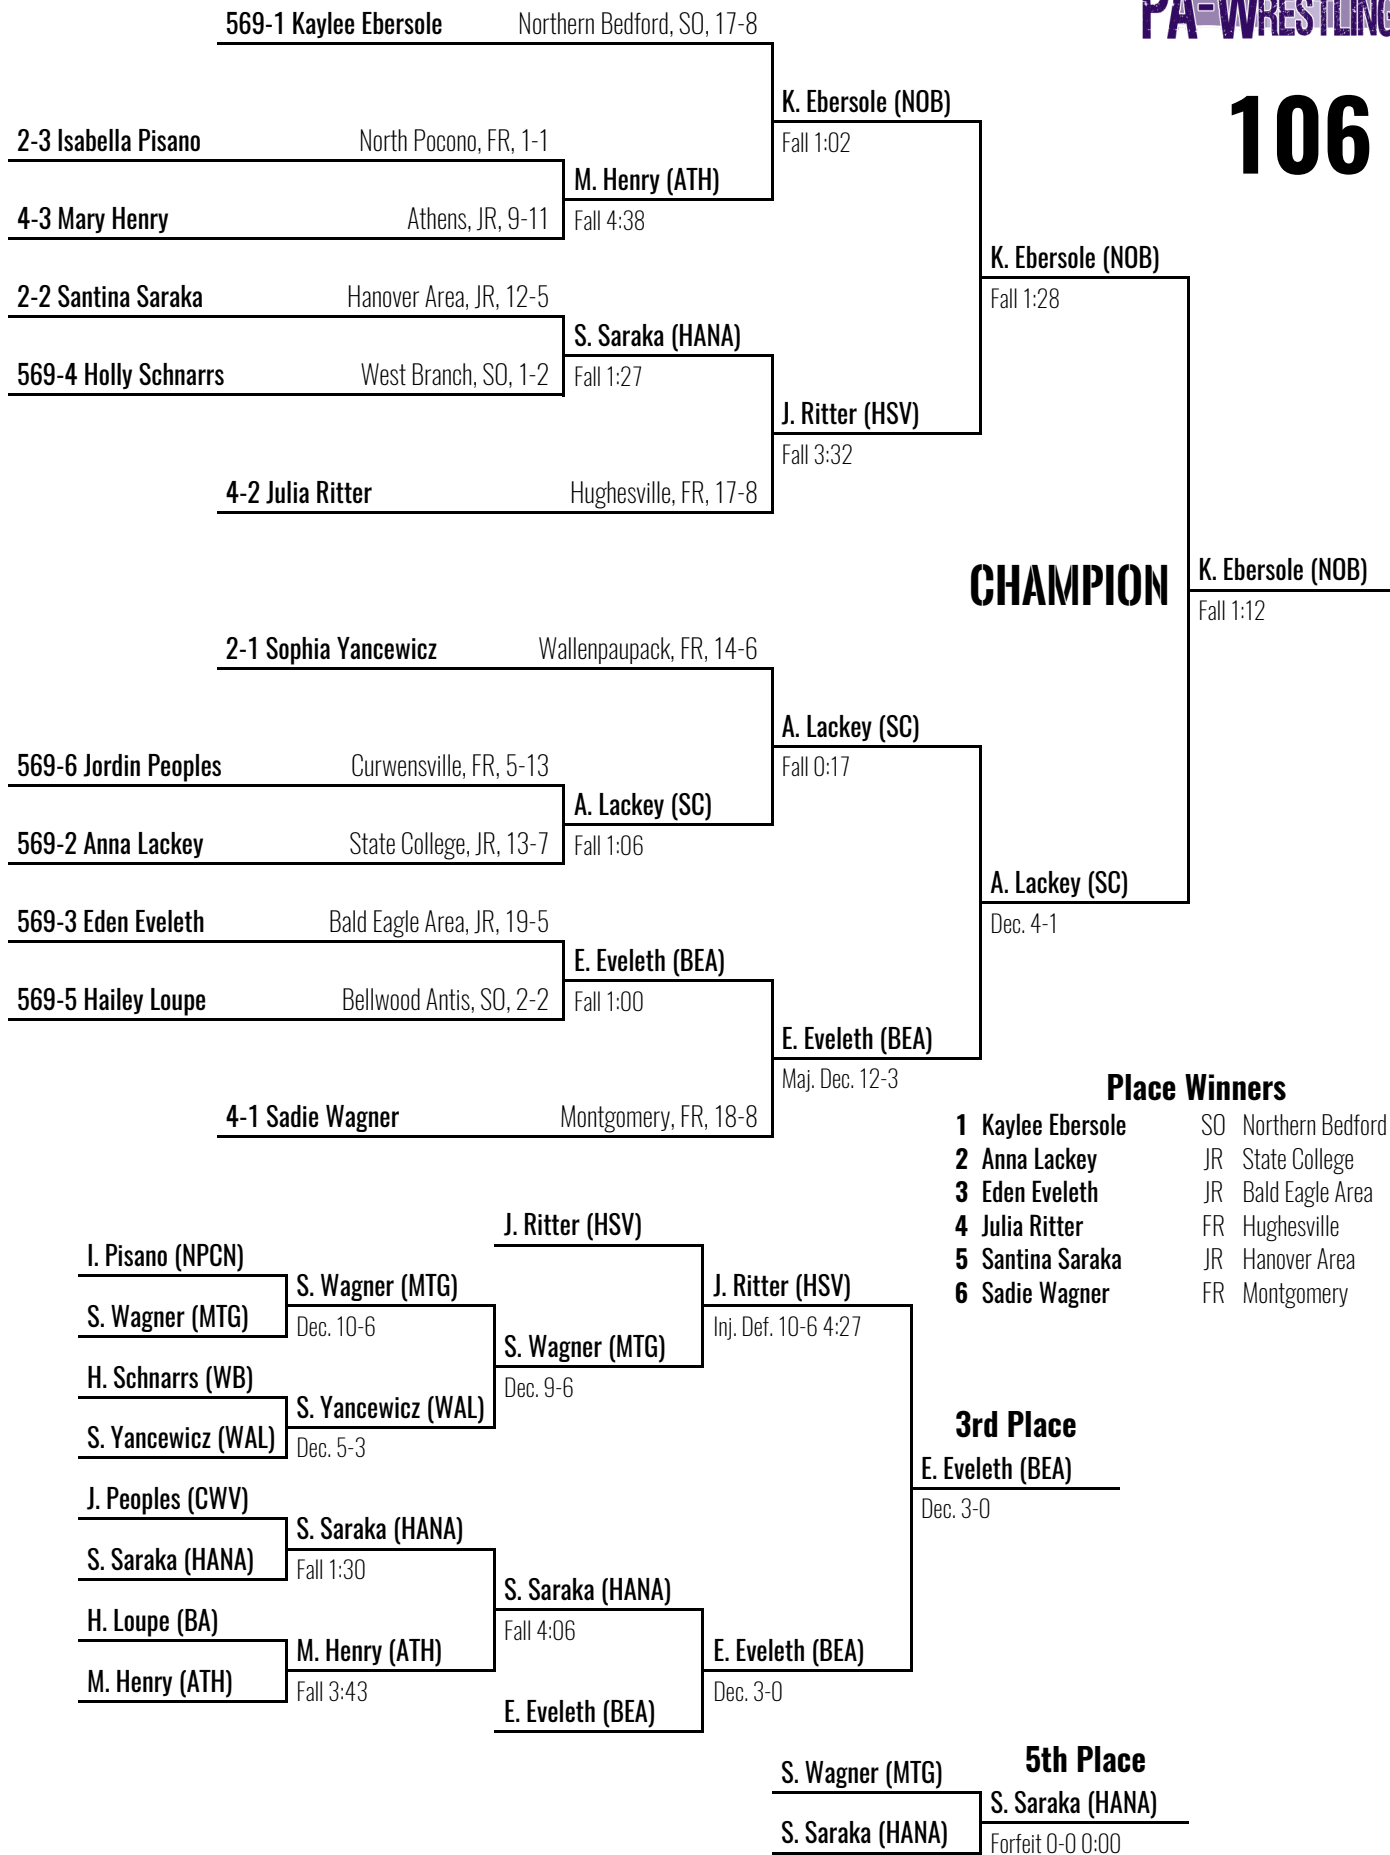 PA-WRESTLING
106
569-1 Kaylee Ebersole Northern Bedford, SO, 17-8
K. Ebersole (NOB)
Fall 1:02
2-3 Isabella Pisano North Pocono, FR, 1-1
M. Henry (ATH)
Fall 4:38
4-3 Mary Henry Athens, JR, 9-11
K. Ebersole (NOB)
Fall 1:28
2-2 Santina Saraka Hanover Area, JR, 12-5
S. Saraka (HANA)
Fall 1:27
569-4 Holly Schnarrs West Branch, SO, 1-2
J. Ritter (HSV)
Fall 3:32
4-2 Julia Ritter Hughesville, FR, 17-8
CHAMPION
K. Ebersole (NOB)
Fall 1:12
2-1 Sophia Yancewicz Wallenpaupack, FR, 14-6
A. Lackey (SC)
Fall 0:17
569-6 Jordin Peoples Curwensville, FR, 5-13
A. Lackey (SC)
Fall 1:06
569-2 Anna Lackey State College, JR, 13-7
A. Lackey (SC)
Dec. 4-1
569-3 Eden Eveleth Bald Eagle Area, JR, 19-5
E. Eveleth (BEA)
Fall 1:00
569-5 Hailey Loupe Bellwood Antis, SO, 2-2
E. Eveleth (BEA)
Maj. Dec. 12-3
4-1 Sadie Wagner Montgomery, FR, 18-8
Place Winners
1 Kaylee Ebersole SO Northern Bedford
2 Anna Lackey JR State College
3 Eden Eveleth JR Bald Eagle Area
4 Julia Ritter FR Hughesville
5 Santina Saraka JR Hanover Area
6 Sadie Wagner FR Montgomery
J. Ritter (HSV)
I. Pisano (NPCN)
S. Wagner (MTG)
Dec. 10-6
S. Wagner (MTG)
J. Ritter (HSV)
Inj. Def. 10-6 4:27
S. Wagner (MTG)
Dec. 9-6
H. Schnarrs (WB)
S. Yancewicz (WAL)
Dec. 5-3
S. Yancewicz (WAL)
3rd Place
E. Eveleth (BEA)
Dec. 3-0
J. Peoples (CWV)
S. Saraka (HANA)
Fall 1:30
S. Saraka (HANA)
S. Saraka (HANA)
Fall 4:06
H. Loupe (BA)
M. Henry (ATH)
Fall 3:43
M. Henry (ATH)
E. Eveleth (BEA)
Dec. 3-0
E. Eveleth (BEA)
5th Place
S. Wagner (MTG)
S. Saraka (HANA)
Forfeit 0-0 0:00
S. Saraka (HANA)